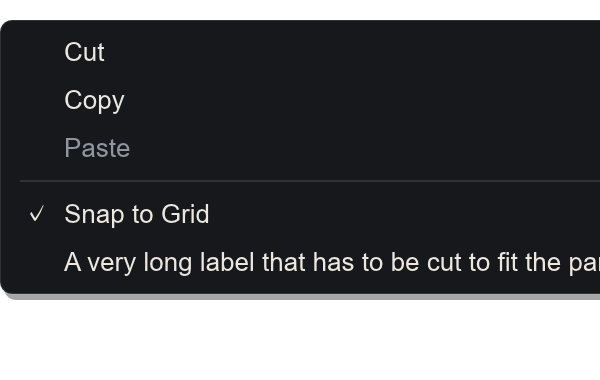 Cut
Copy
Paste
✓ Snap to Grid
A very long label that has to be cut to fit the